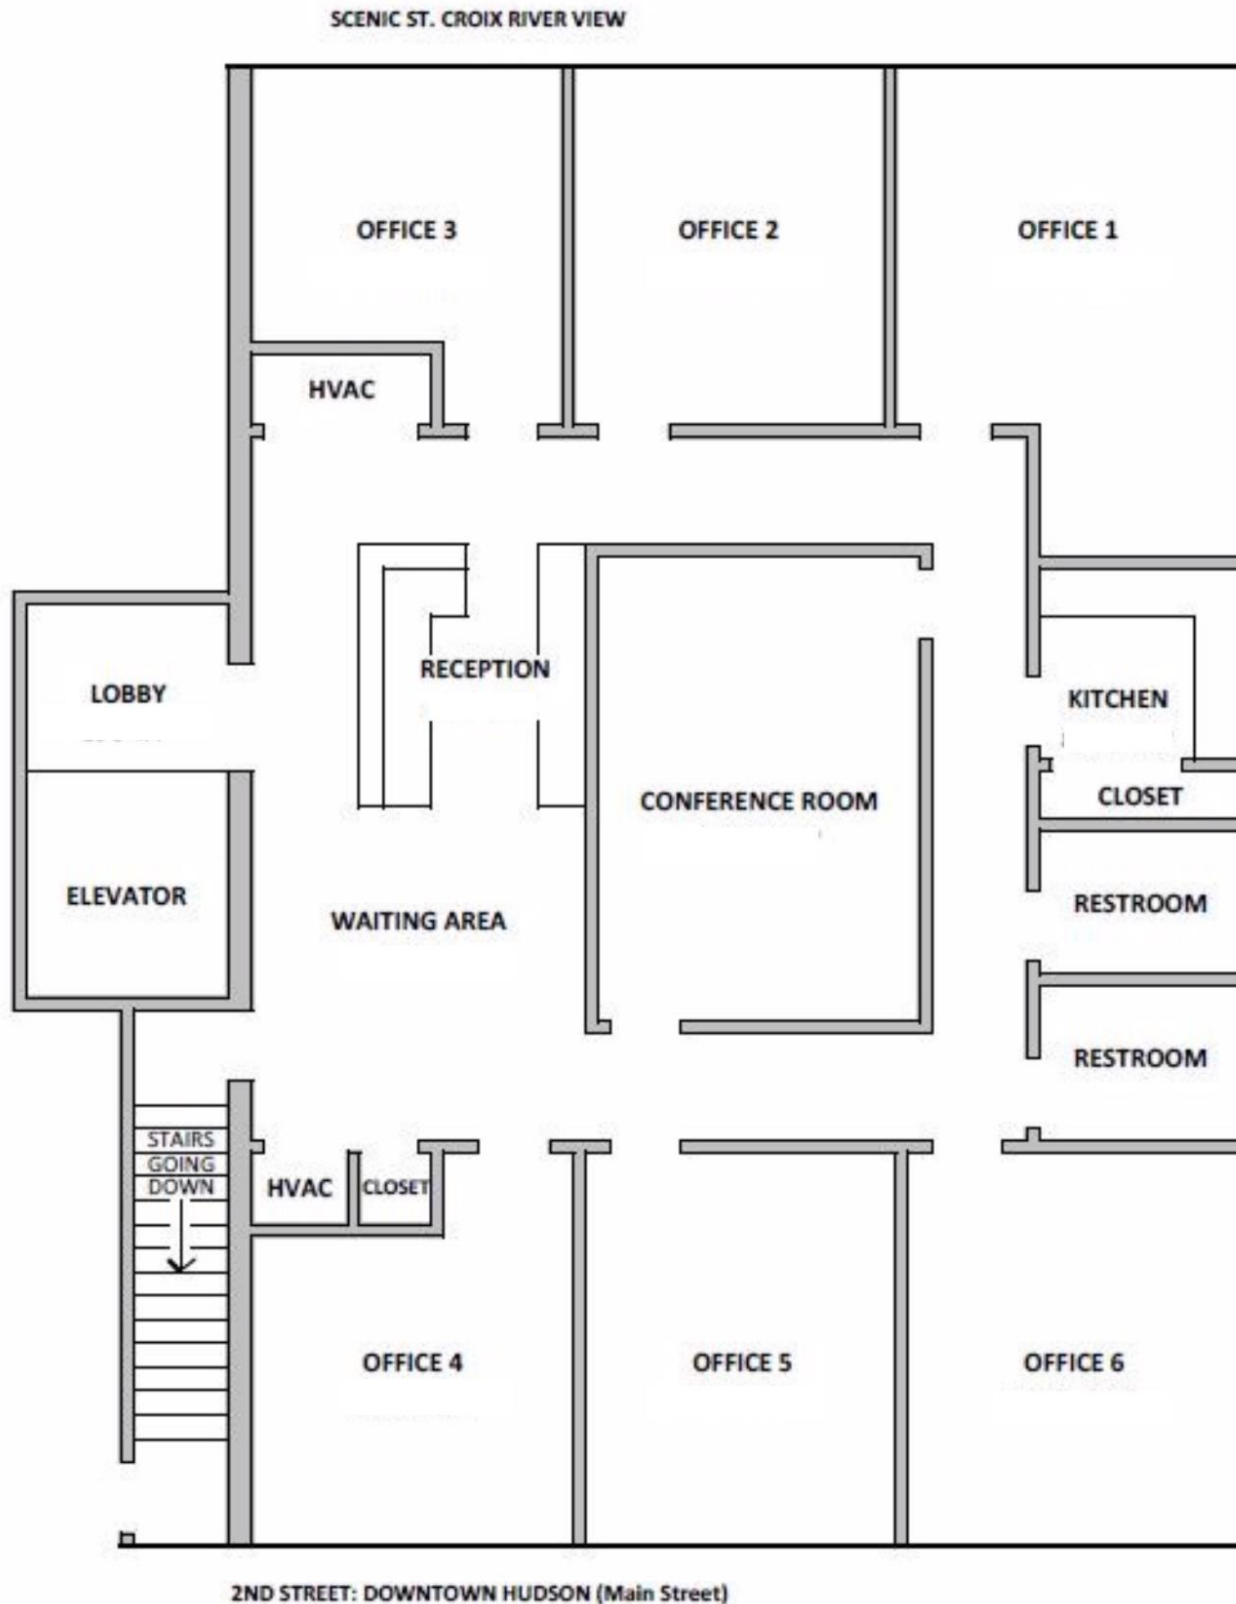 SCENIC ST. CROIX RIVER VIEW
OFFICE 3
OFFICE 2
OFFICE 1
HVAC
RECEPTION
LOBBY
KITCHEN
CONFERENCE ROOM
CLOSET
ELEVATOR
RESTROOM
WAITING AREA
RESTROOM
STAIRS
GOING
DOWN
HVAC
CLOSET
OFFICE 4
OFFICE 5
OFFICE 6
2ND STREET: DOWNTOWN HUDSON (Main Street)